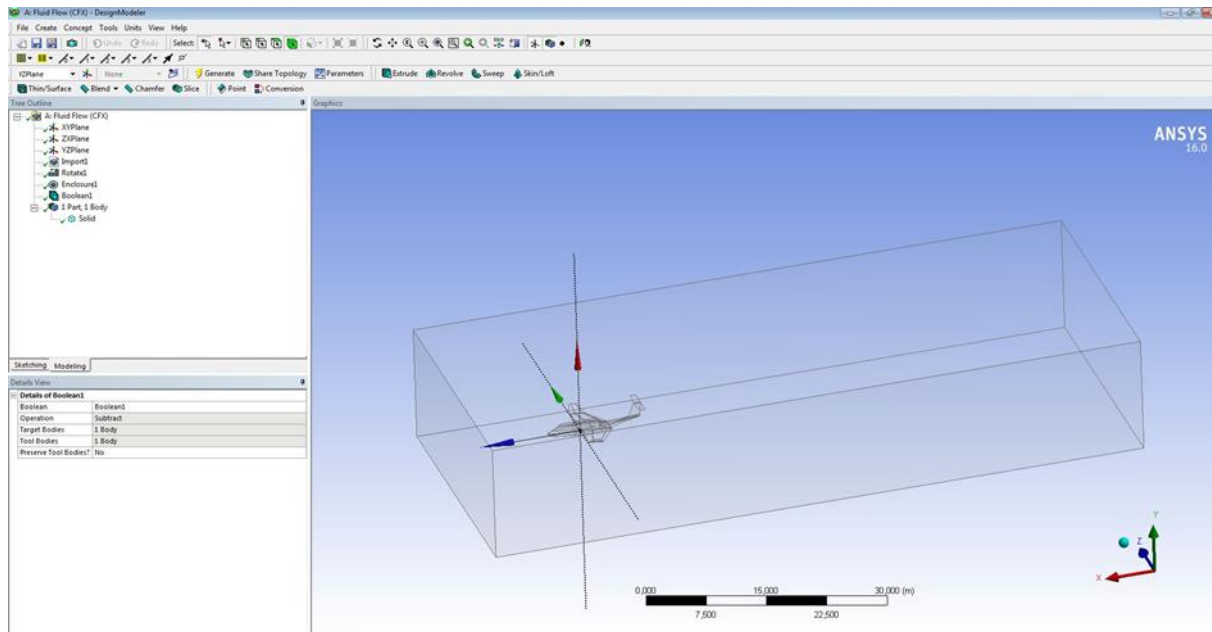 A: Fluid Flow (CFX) - DesignModeler
File Create Concept Tools Units View Help
Undo Redo Select:
YZPlane None Generate Share Topology Parameters Extrude Revolve Sweep Skin/Loft
Thin/Surface Blend Chamfer Slice Point Conversion
Tree Outline
A: Fluid Flow (CFX)
XYPlane
ZXPlane
YZPlane
Import1
Rotate1
Enclosure1
Boolean1
1 Part, 1 Body
Solid
Sketching Modeling
Details View
Details of Boolean1
Boolean Boolean1
Operation Subtract
Target Bodies 1 Body
Tool Bodies 1 Body
Preserve Tool Bodies? No
Graphics
ANSYS
16.0
Y
Z
X
0,000 15,000 30,000 (m)
7,500 22,500